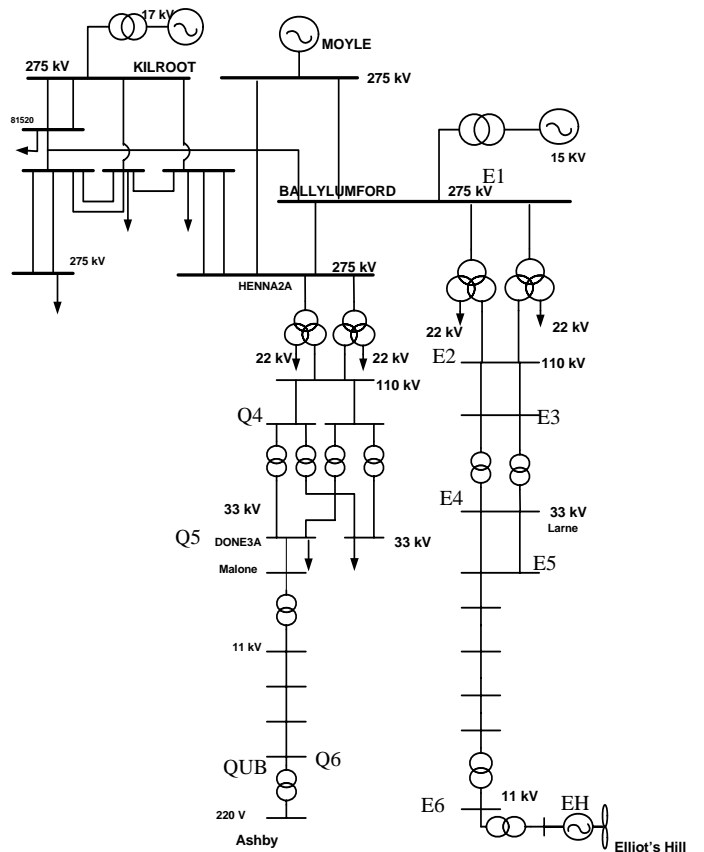 17 kV
MOYLE
275 kV
KILROOT
275 kV
81520
15 KV
E1
BALLYLUMFORD
275 kV
275 kV
275 kV
HENNA2A
22 kV
22 kV
22 kV
22 kV
E2
110 kV
110 kV
Q4
E3
33 kV
E4
33 kV
Larne
Q5
DONE3A
33 kV
E5
Malone
11 kV
QUB
Q6
E6
11 kV
EH
220 V
Ashby
Elliot's Hill